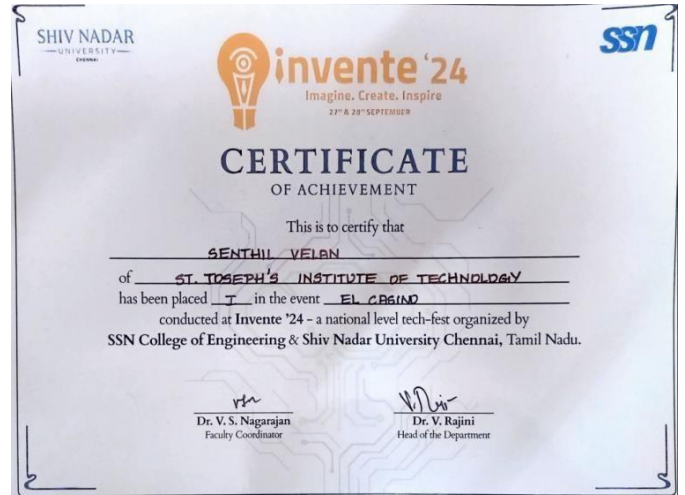 SHIV NADAR
UNIVERSITY
CHENNAI
SSN
invente '24
Imagine. Create. Inspire
27th & 28th SEPTEMBER
CERTIFICATE
OF ACHIEVEMENT
This is to certify that
SENTHIL VELAN
of ST. JOSEPH'S INSTITUTE OF TECHNOLOGY
has been placed I in the event EL CASINO
conducted at Invente '24 - a national level tech-fest organized by
SSN College of Engineering & Shiv Nadar University Chennai, Tamil Nadu.
Dr. V. S. Nagarajan
Faculty Coordinator
V. Rajini
Dr. V. Rajini
Head of the Department